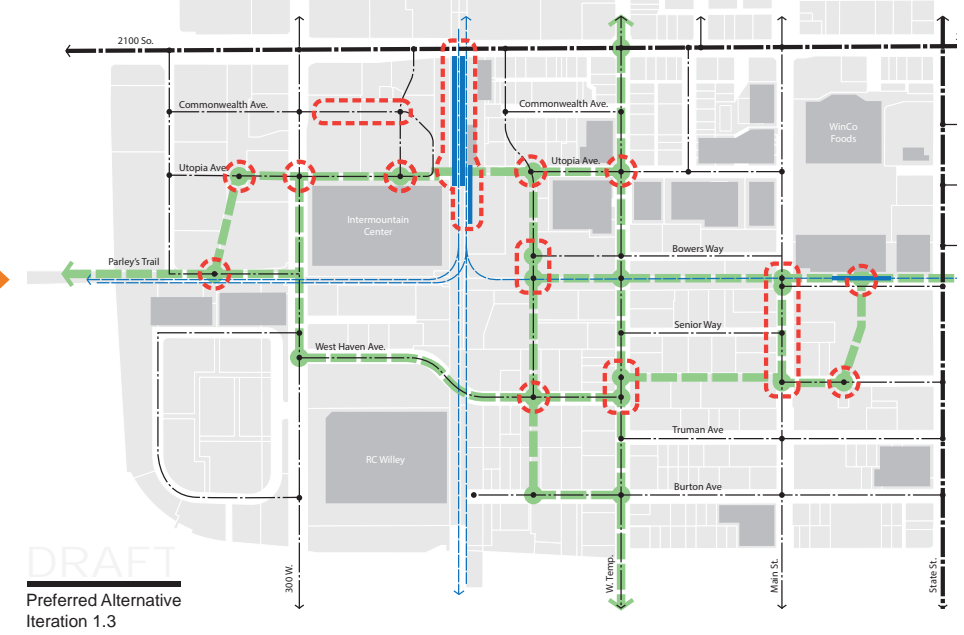 2100 So.
2
Commonwealth Ave.
Commonwealth Ave.
WinCo
Foods
Utopia Ave.
Utopia Ave.
Intermountain
Center
Bowers Way
Parley's Trail
Senior Way
West Haven Ave.
Truman Ave
RC Willey
Burton Ave
DRAFT
300 W.
W. Temp.
Main St.
State St.
Preferred Alternative
Iteration 1.3